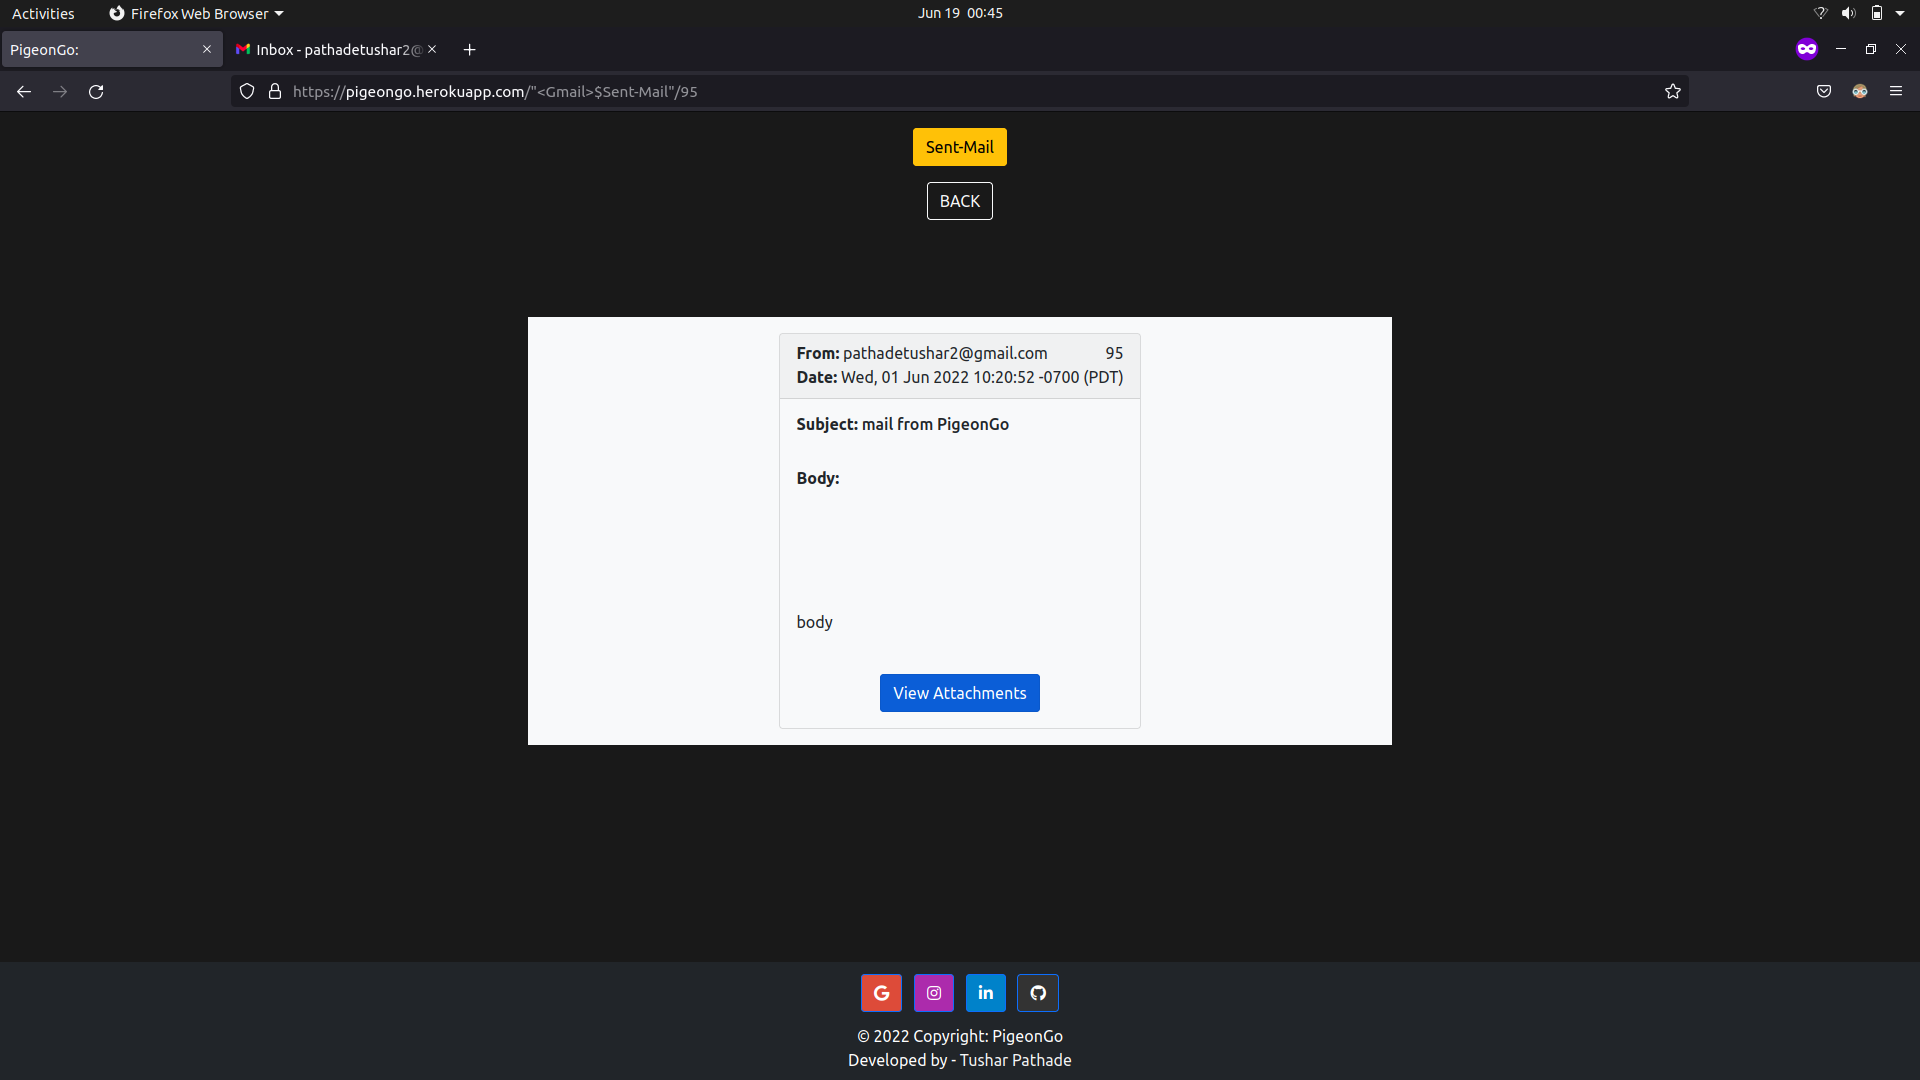 Activities
Firefox Web Browser
Jun 19 00:45
PigeonGo:
Inbox - pathadetushar2@
https://pigeongo.herokuapp.com/"<Gmail>$Sent-Mail"/95
Sent-Mail
BACK
From: pathadetushar2@gmail.com 95
Date: Wed, 01 Jun 2022 10:20:52 -0700 (PDT)
Subject: mail from PigeonGo
Body:
body
View Attachments
© 2022 Copyright: PigeonGo
Developed by - Tushar Pathade